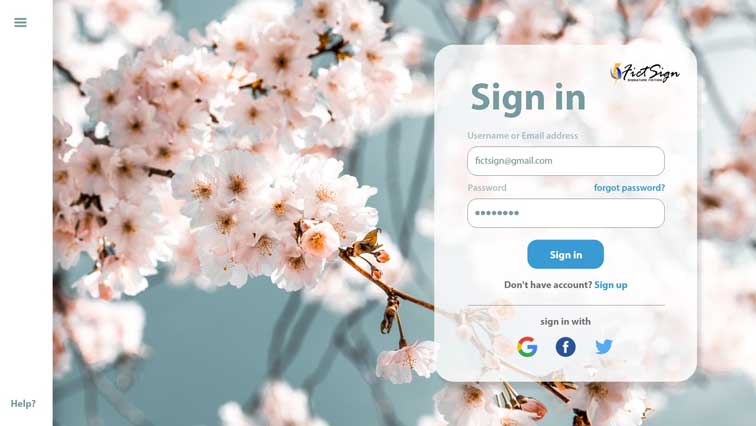 FictSign
SIGNATURE FICTION
Sign in
Username or Email address
fictsign@gmail.com
Password
forgot password?
••••••••
Sign in
Don't have account? Sign up
sign in with
Help?